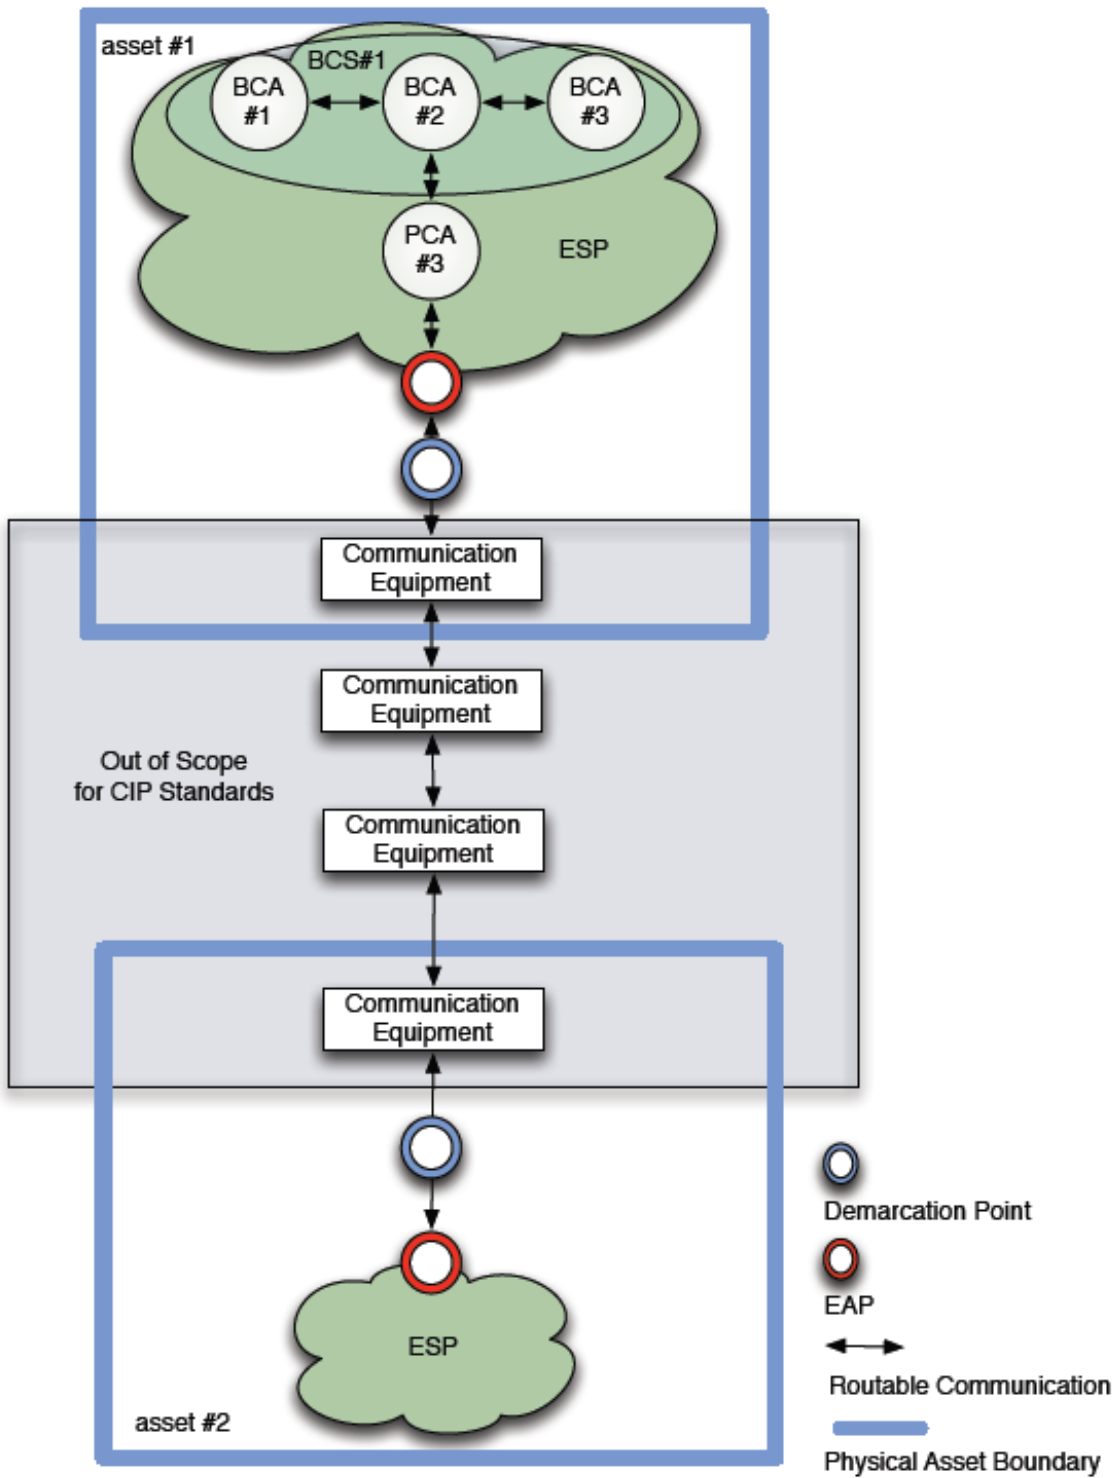 asset #1
BCS#1
BCA
#1
BCA
#2
BCA
#3
PCA
#3
ESP
Communication
Equipment
Communication
Equipment
Out of Scope
for CIP Standards
Communication
Equipment
Communication
Equipment
ESP
asset #2
Demarcation Point
EAP
Routable Communication
Physical Asset Boundary